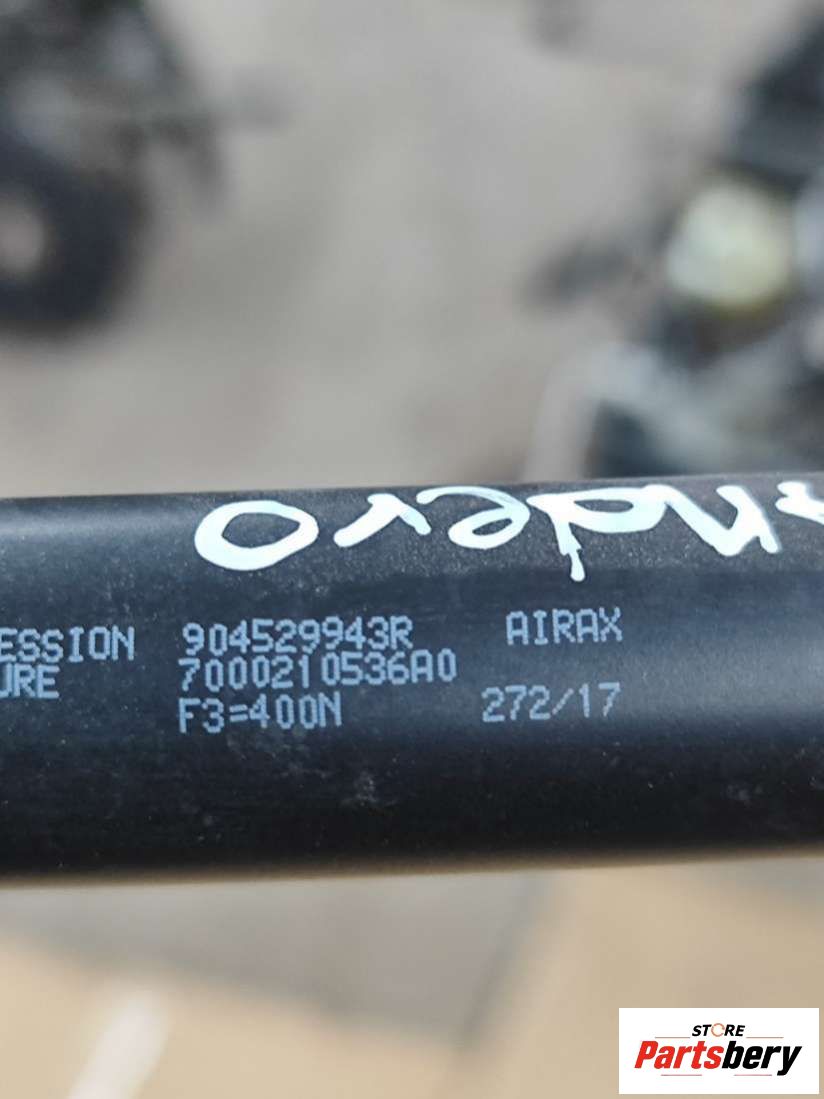 andero
ESSION 904529943R AIRAX
URE 7000210536A0
F3=400N 272/17
STORE
Partsbery